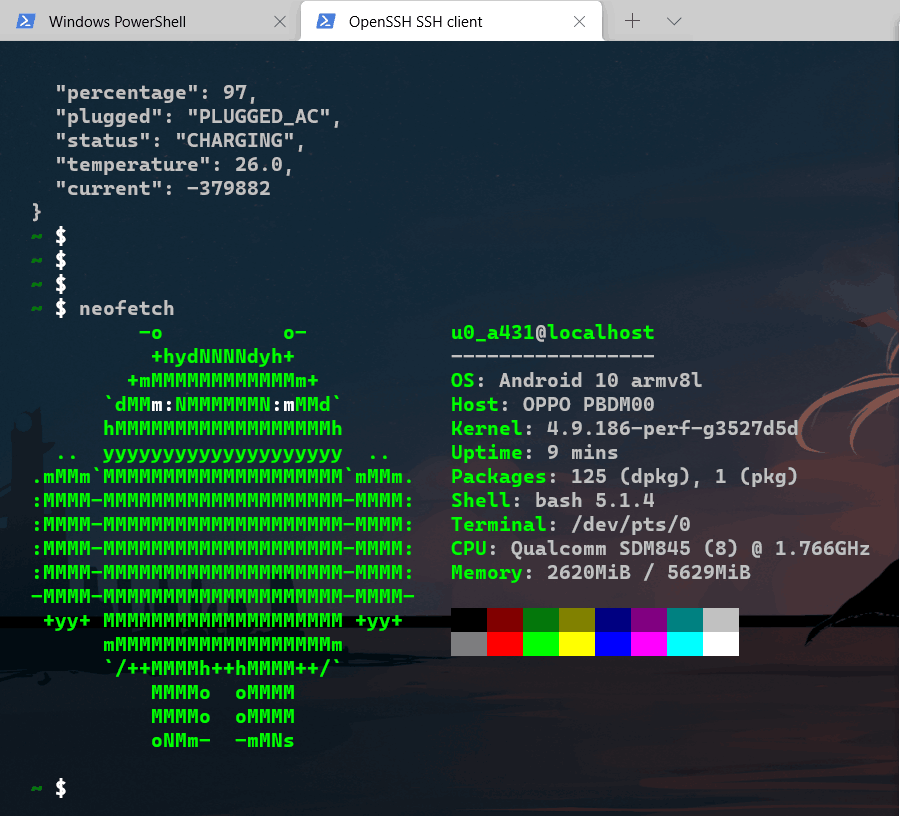 Windows PowerShell
OpenSSH SSH client
"percentage": 97,
"plugged": "PLUGGED_AC",
"status": "CHARGING",
"temperature": 26.0,
"current": -379882
}
~ $
~ $
~ $
~ $ neofetch
-o          o-
+hydNNNNdyh+
+mMMMMMMMMMMMMm+
`dMMm:NMMMMMMN:mMMd`
hMMMMMMMMMMMMMMMMMMh
..  yyyyyyyyyyyyyyyyyyyy  ..
.mMMm`MMMMMMMMMMMMMMMMMMMM`mMMm.
:MMMM-MMMMMMMMMMMMMMMMMMMM-MMMM:
:MMMM-MMMMMMMMMMMMMMMMMMMM-MMMM:
:MMMM-MMMMMMMMMMMMMMMMMMMM-MMMM:
:MMMM-MMMMMMMMMMMMMMMMMMMM-MMMM:
-MMMM-MMMMMMMMMMMMMMMMMMMM-MMMM-
+yy+ MMMMMMMMMMMMMMMMMMMM +yy+
mMMMMMMMMMMMMMMMMMMm
`/++MMMMh++hMMMM++/`
MMMMo  oMMMM
MMMMo  oMMMM
oNMm-  -mMNs
u0_a431@localhost
-----------------
OS: Android 10 armv8l
Host: OPPO PBDM00
Kernel: 4.9.186-perf-g3527d5d
Uptime: 9 mins
Packages: 125 (dpkg), 1 (pkg)
Shell: bash 5.1.4
Terminal: /dev/pts/0
CPU: Qualcomm SDM845 (8) @ 1.766GHz
Memory: 2620MiB / 5629MiB
~ $